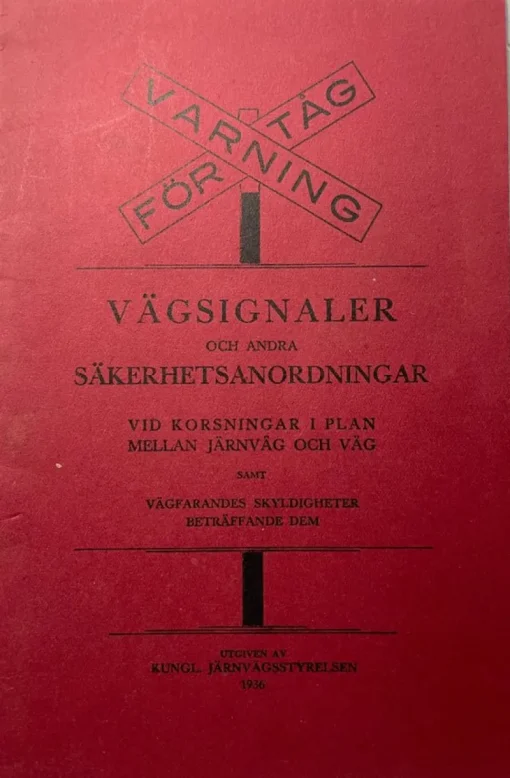 VARNING
FÖR TÅG
VÄGSIGNALER
OCH ANDRA
SÄKERHETSANORDNINGAR
VID KORSNINGAR I PLAN
MELLAN JÄRNVÄG OCH VÄG
SAMT
VÄGFARANDES SKYLDIGHETER
BETRÄFFANDE DEM
UTGIVEN AV
KUNGL. JÄRNVÄGSSTYRELSEN
1936